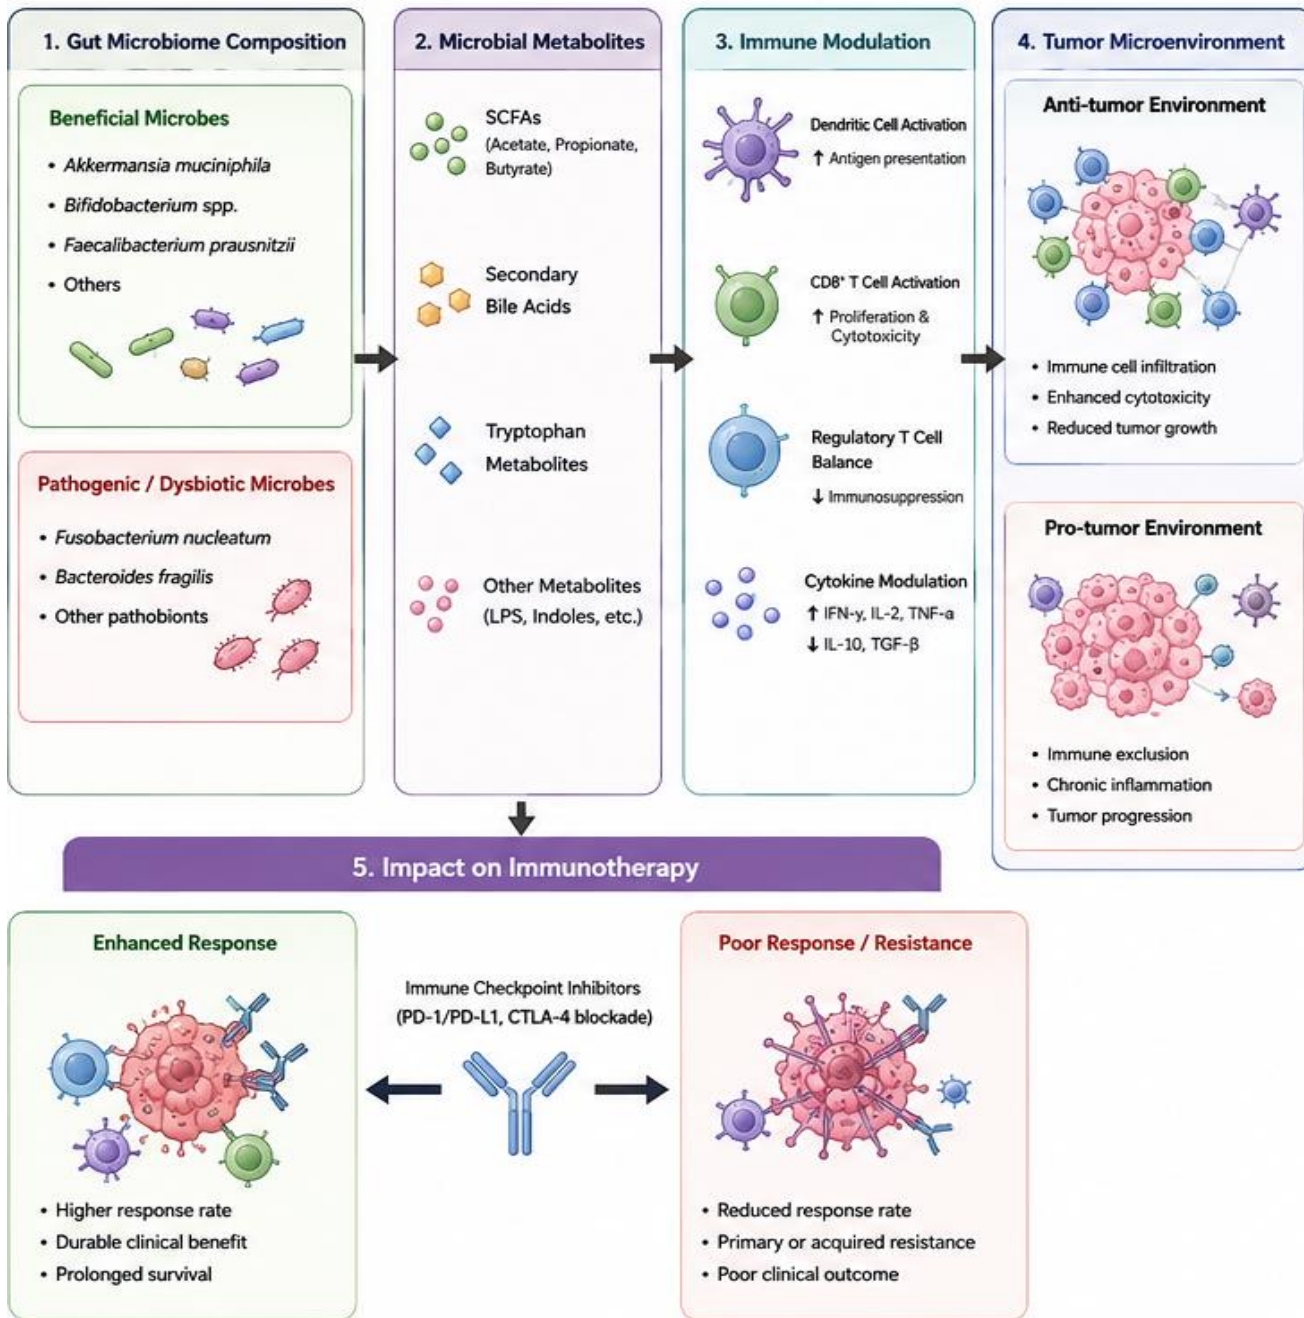 1. Gut Microbiome Composition
Beneficial Microbes
• Akkermansia muciniphila
• Bifidobacterium spp.
• Faecalibacterium prausnitzii
• Others
Pathogenic / Dysbiotic Microbes
• Fusobacterium nucleatum
• Bacteroides fragilis
• Other pathobionts
2. Microbial Metabolites
SCFAs
(Acetate, Propionate,
Butyrate)
Secondary
Bile Acids
Tryptophan
Metabolites
Other Metabolites
(LPS, Indoles, etc.)
3. Immune Modulation
Dendritic Cell Activation
↑ Antigen presentation
CD8⁺ T Cell Activation
↑ Proliferation &
Cytotoxicity
Regulatory T Cell
Balance
↓ Immunosuppression
Cytokine Modulation
↑ IFN-y, IL-2, TNF-a
↓ IL-10, TGF-β
4. Tumor Microenvironment
Anti-tumor Environment
• Immune cell infiltration
• Enhanced cytotoxicity
• Reduced tumor growth
Pro-tumor Environment
• Immune exclusion
• Chronic inflammation
• Tumor progression
5. Impact on Immunotherapy
Enhanced Response
• Higher response rate
• Durable clinical benefit
• Prolonged survival
Immune Checkpoint Inhibitors
(PD-1/PD-L1, CTLA-4 blockade)
Poor Response / Resistance
• Reduced response rate
• Primary or acquired resistance
• Poor clinical outcome